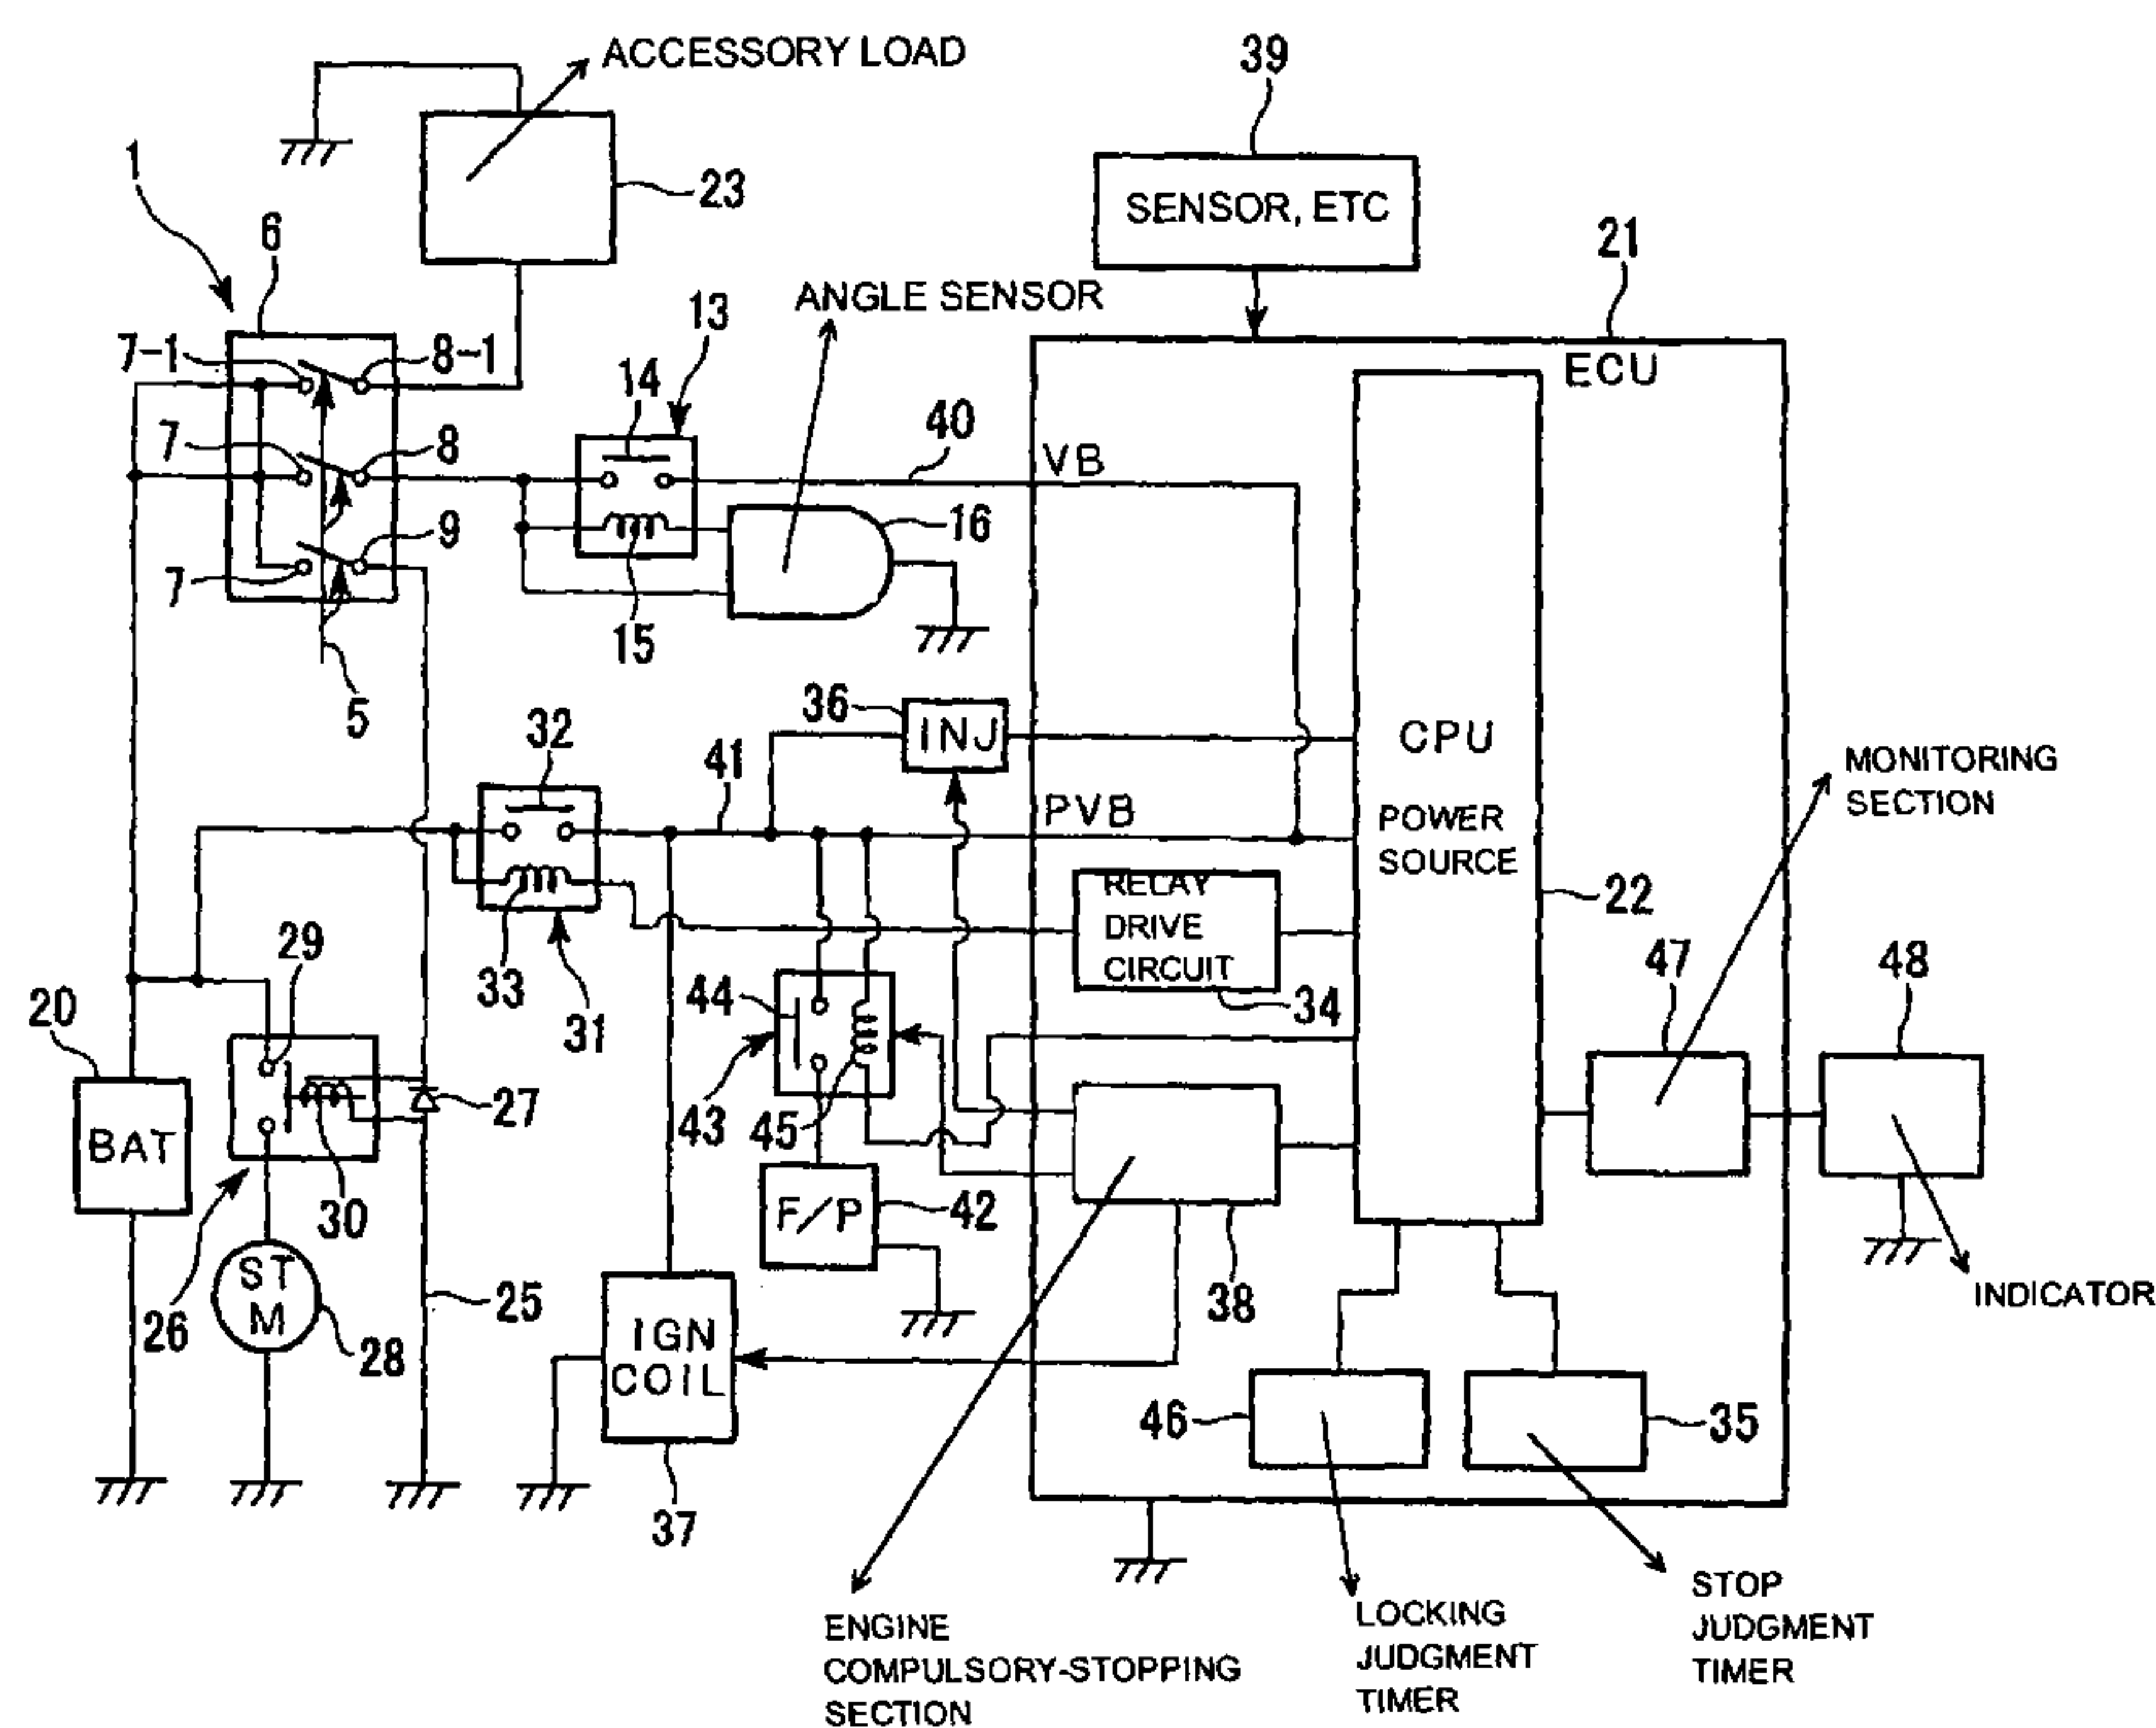 ACCESSORY LOAD
39
1
23
SENSOR, ETC
6
21
ANGLE SENSOR
13
7-1
8-1
ECU
14
40
7
8
VB
9
16
7
15
5
36
INJ
32
CPU
MONITORING
SECTION
41
PVB
POWER
SOURCE
RELAY
DRIVE
CIRCUIT
22
29
33
47
48
20
44
34
31
43
45
27
BAT
30
F/P
42
ST
M
38
INDICATOR
26
25
28
IGN
COIL
46
35
37
ENGINE
COMPULSORY-STOPPING
SECTION
LOCKING
JUDGMENT
TIMER
STOP
JUDGMENT
TIMER